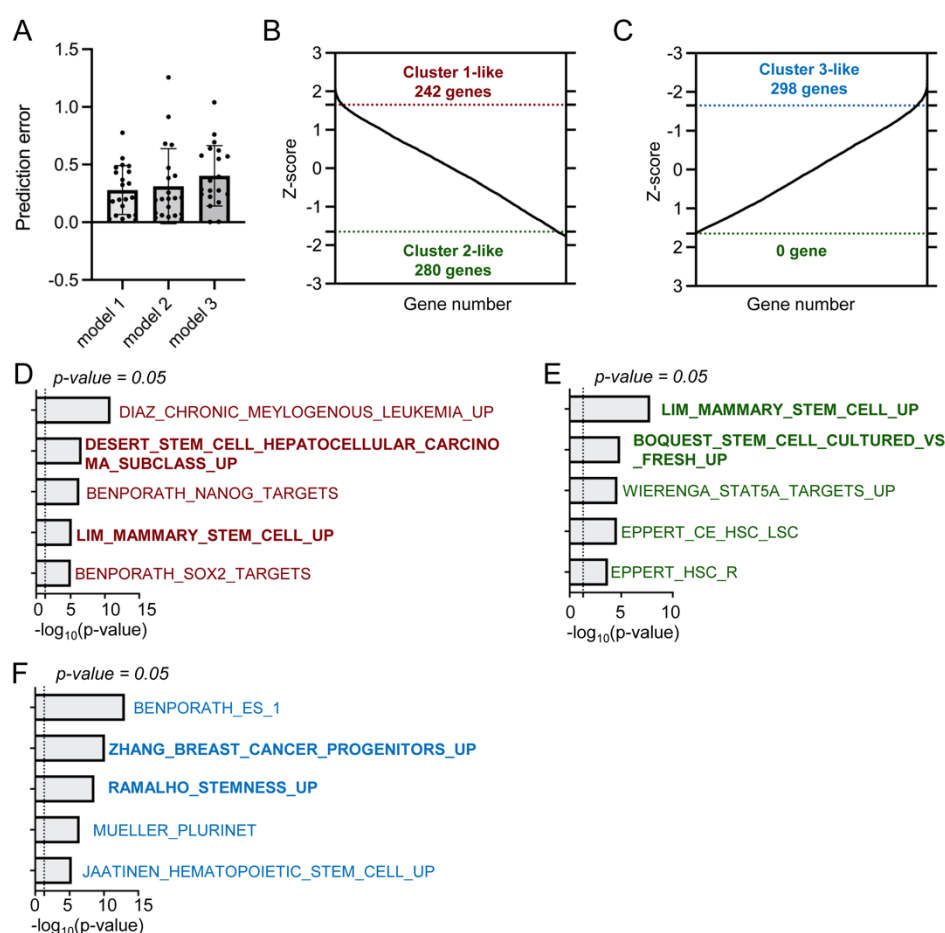 A
1.5
1.0
0.5
0.0
-0.5
Prediction error
model 1
model 2
model 3
B
3
2
1
0
-1
-2
-3
Z-score
Cluster 1-like
242 genes
Cluster 2-like
280 genes
Gene number
C
-3
-2
-1
0
1
2
3
Z-score
Cluster 3-like
298 genes
0 gene
Gene number
D
p-value = 0.05
DIAZ_CHRONIC_MEYLOGENOUS_LEUKEMIA_UP
DESERT_STEM_CELL_HEPATOCELLULAR_CARCINO
MA_SUBCLASS_UP
BENPORATH_NANOG_TARGETS
LIM_MAMMARY_STEM_CELL_UP
BENPORATH_SOX2_TARGETS
0 5 10 15
-log10(p-value)
E
p-value = 0.05
LIM_MAMMARY_STEM_CELL_UP
BOQUEST_STEM_CELL_CULTURED_VS
_FRESH_UP
WIERENGA_STAT5A_TARGETS_UP
EPPERT_CE_HSC_LSC
EPPERT_HSC_R
0 5 10
-log10(p-value)
F
p-value = 0.05
BENPORATH_ES_1
ZHANG_BREAST_CANCER_PROGENITORS_UP
RAMALHO_STEMNESS_UP
MUELLER_PLURINET
JAATINEN_HEMATOPOIETIC_STEM_CELL_UP
0 5 10 15
-log10(p-value)